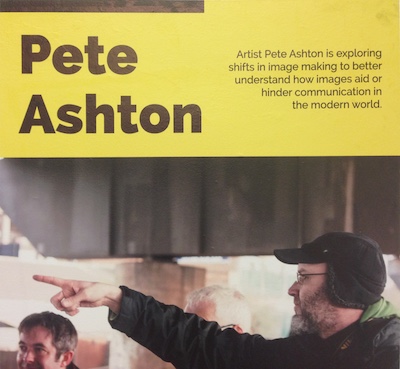 Pete
Ashton
Artist Pete Ashton is exploring
shifts in image making to better
understand how images aid or
hinder communication in
the modern world.